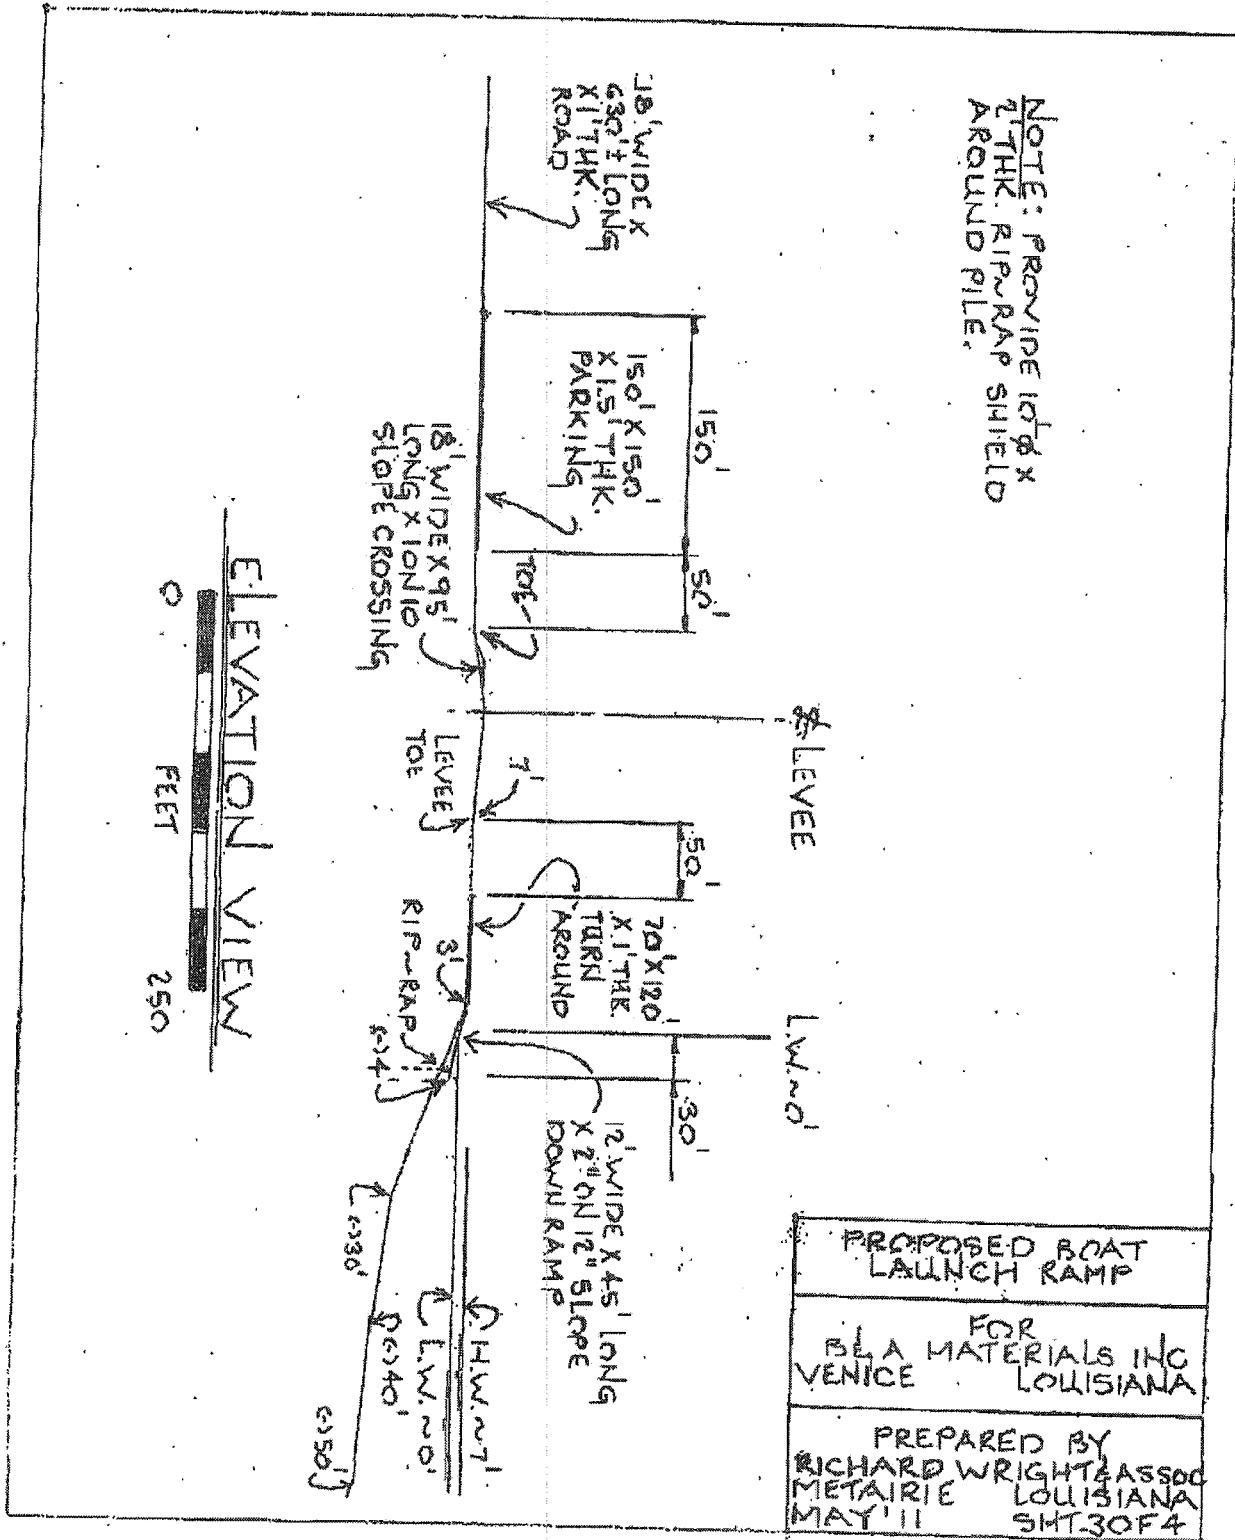 NOTE: PROVIDE 10'φ X
2' THK. RIP~RAP SHIELD
AROUND PILE.
18' WIDE X
630'± LONG
X 1' THK.
ROAD
150'
150' X 150'
X 1.5' THK.
PARKING
50'
TOE
18' WIDE X 95'
LONG X 1 ON 10
SLOPE CROSSING
℄ LEVEE
7'
LEVEE
TOE
50'
70' X 120'
X 1' THK.
TURN
AROUND
3'
RIP~RAP
(-)4'
L.W.~0'
30'
12' WIDE X 45' LONG
X 2" ON 12" SLOPE
DOWN RAMP
(-)30'
H.W.~7'
L.W.~0'
(-)40'
(-)50'
ELEVATION VIEW
0 FEET 250
PROPOSED BOAT
LAUNCH RAMP
FOR
MATERIALS INC
VENICE LOUISIANA
PREPARED BY
RICHARD WRIGHT & ASSOC
METAIRIE LOUISIANA
MAY '11 SHT. 3 OF 4